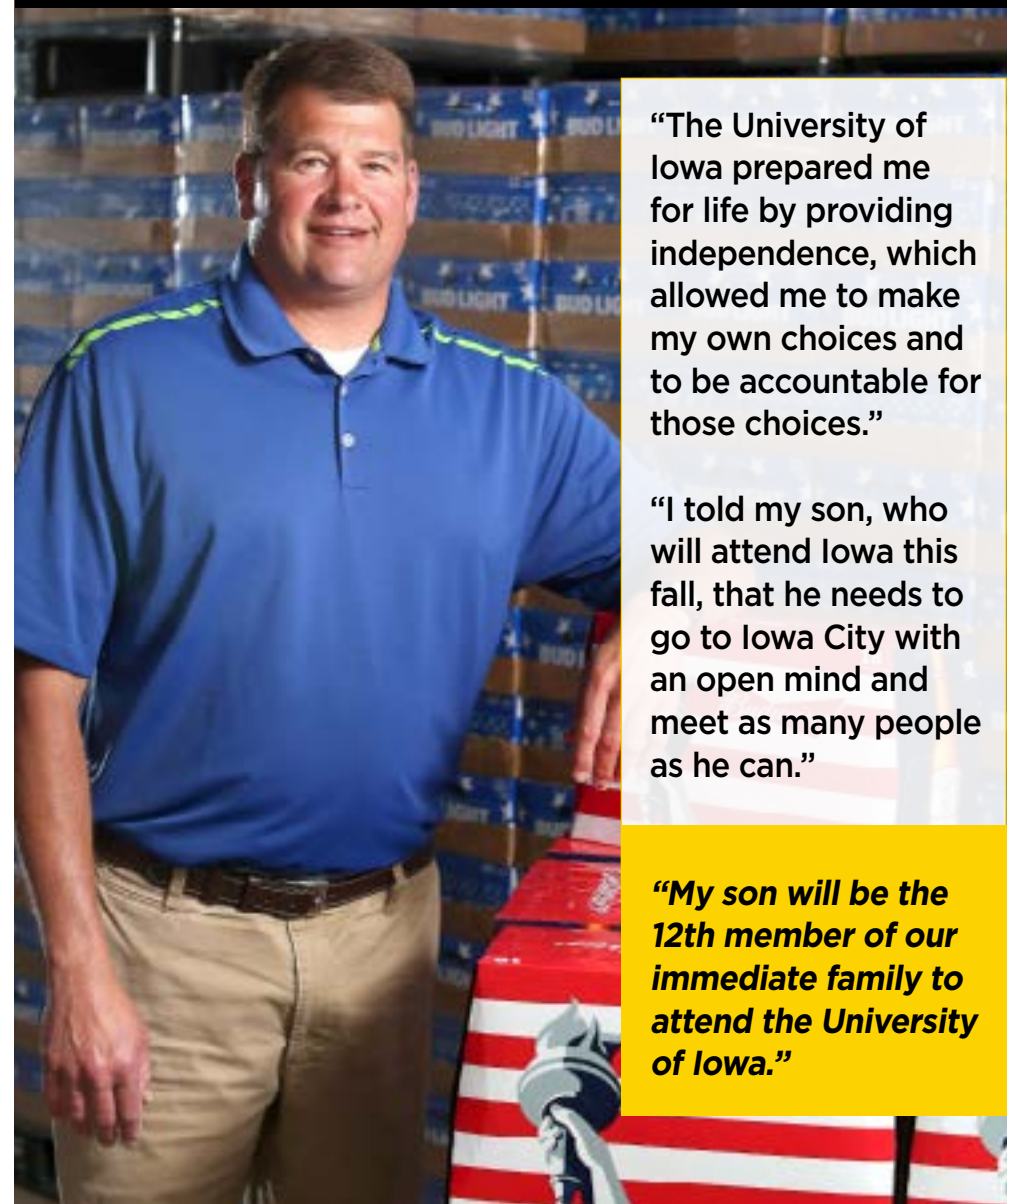 BUD LIGHT
BUD LIGHT
“The University of
Iowa prepared me
for life by providing
independence, which
allowed me to make
my own choices and
to be accountable for
those choices.”
“I told my son, who
will attend Iowa this
fall, that he needs to
go to Iowa City with
an open mind and
meet as many people
as he can.”
“My son will be the
12th member of our
immediate family to
attend the University
of Iowa.”